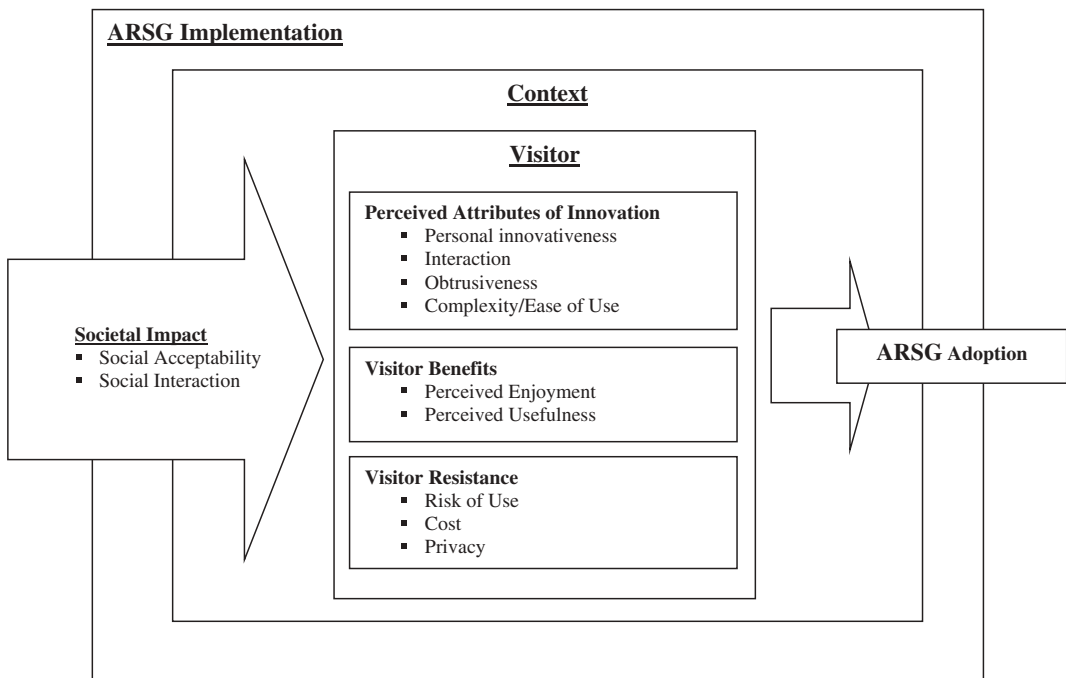 ARSG Implementation
Context
Visitor
Perceived Attributes of Innovation
▪ Personal innovativeness
▪ Interaction
▪ Obtrusiveness
▪ Complexity/Ease of Use
Societal Impact
▪ Social Acceptability
▪ Social Interaction
Visitor Benefits
▪ Perceived Enjoyment
▪ Perceived Usefulness
Visitor Resistance
▪ Risk of Use
▪ Cost
▪ Privacy
ARSG Adoption